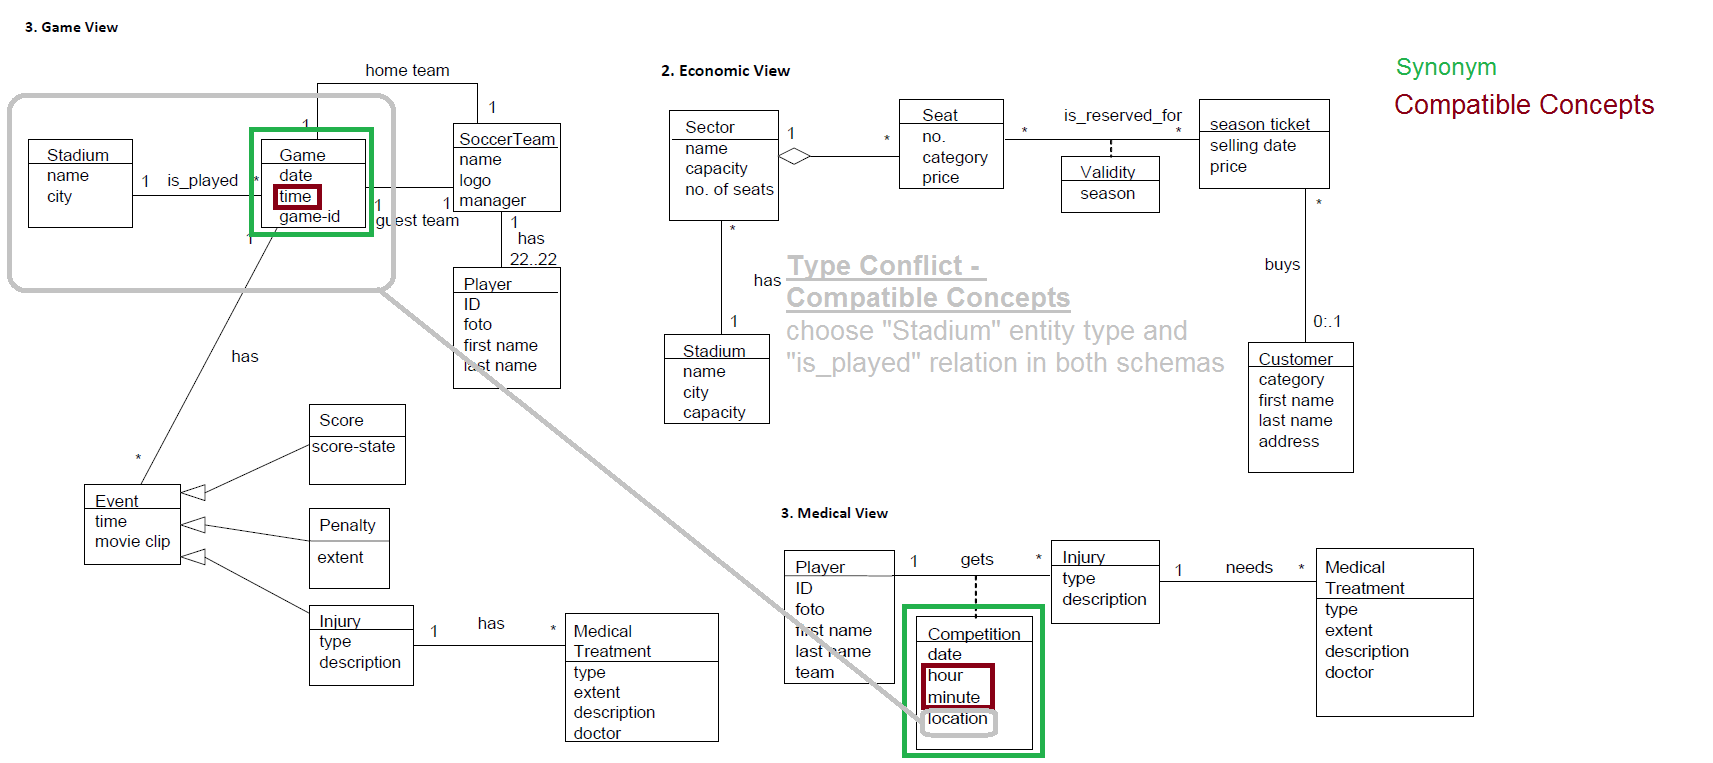 3. Game View
home team
1
1
Stadium
name
city
1 is_played *
Game
date
time
game-id
1
SoccerTeam
name
logo
manager
1
1
guest team
1
has
22..22
Player
ID
foto
first name
last name
has
*
Event
time
movie clip
Score
score-state
Penalty
extent
Injury
type
description
1 has *
Medical
Treatment
type
extent
description
doctor
2. Economic View
Sector
name
capacity
no. of seats
1
*
Seat
no.
category
price
*
is_reserved_for
*
Validity
season
season ticket
selling date
price
*
buys
0:.1
Customer
category
first name
last name
address
*
has
1
Stadium
name
city
capacity
Type Conflict -
Compatible Concepts
choose "Stadium" entity type and
"is_played" relation in both schemas
Synonym
Compatible Concepts
3. Medical View
Player
ID
foto
first name
last name
team
1 gets *
Competition
date
hour
minute
location
Injury
type
description
1 needs *
Medical
Treatment
type
extent
description
doctor